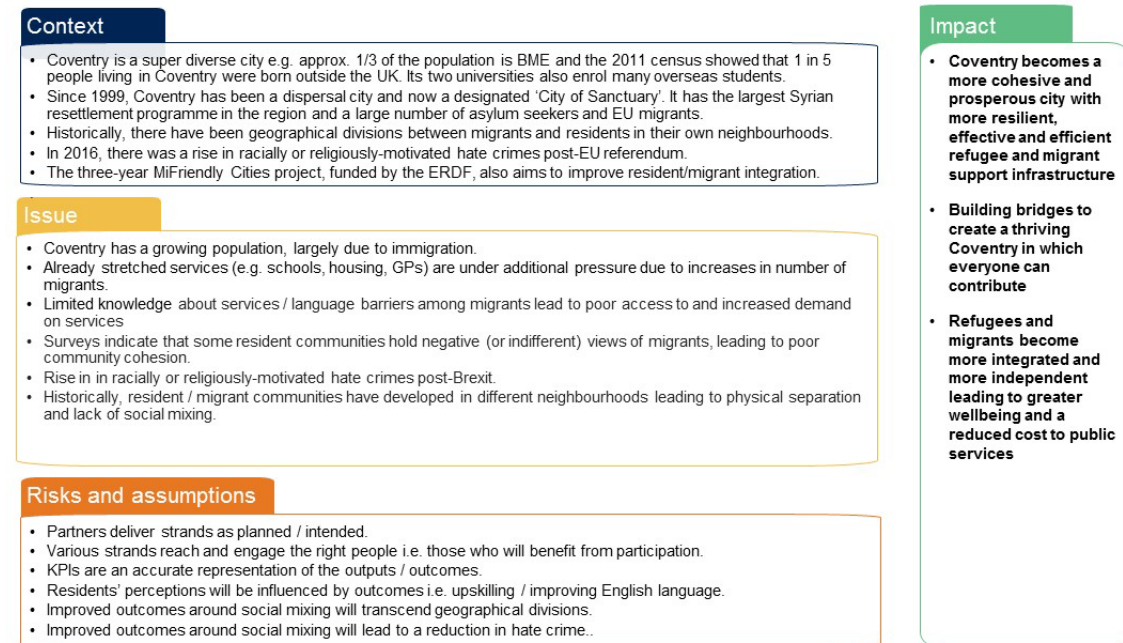 Context
• Coventry is a super diverse city e.g. approx. 1/3 of the population is BME and the 2011 census showed that 1 in 5
people living in Coventry were born outside the UK. Its two universities also enrol many overseas students.
• Since 1999, Coventry has been a dispersal city and now a designated ‘City of Sanctuary’. It has the largest Syrian
resettlement programme in the region and a large number of asylum seekers and EU migrants.
• Historically, there have been geographical divisions between migrants and residents in their own neighbourhoods.
• In 2016, there was a rise in racially or religiously-motivated hate crimes post-EU referendum.
• The three-year MiFriendly Cities project, funded by the ERDF, also aims to improve resident/migrant integration.
Issue
• Coventry has a growing population, largely due to immigration.
• Already stretched services (e.g. schools, housing, GPs) are under additional pressure due to increases in number of
migrants.
• Limited knowledge about services / language barriers among migrants lead to poor access to and increased demand
on services
• Surveys indicate that some resident communities hold negative (or indifferent) views of migrants, leading to poor
community cohesion.
• Rise in in racially or religiously-motivated hate crimes post-Brexit.
• Historically, resident / migrant communities have developed in different neighbourhoods leading to physical separation
and lack of social mixing.
Risks and assumptions
• Partners deliver strands as planned / intended.
• Various strands reach and engage the right people i.e. those who will benefit from participation.
• KPIs are an accurate representation of the outputs / outcomes.
• Residents’ perceptions will be influenced by outcomes i.e. upskilling / improving English language.
• Improved outcomes around social mixing will transcend geographical divisions.
• Improved outcomes around social mixing will lead to a reduction in hate crime..
Impact
• Coventry becomes a
more cohesive and
prosperous city with
more resilient,
effective and efficient
refugee and migrant
support infrastructure
• Building bridges to
create a thriving
Coventry in which
everyone can
contribute
• Refugees and
migrants become
more integrated and
more independent
leading to greater
wellbeing and a
reduced cost to public
services